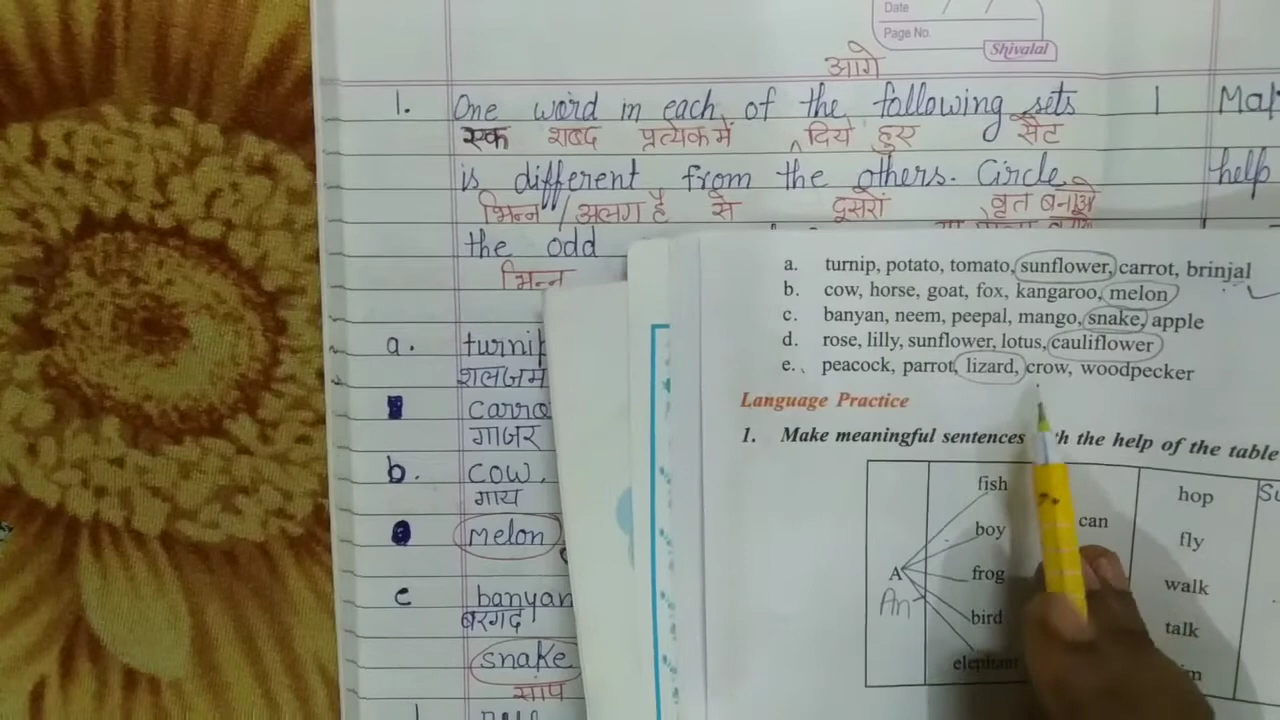 Date / /
Page No.
Shivalal
आगे
1. One word in each of the following sets 1
एक शब्द प्रत्येक में ^ दिये हुए सैट
is different from the others. Circle help
भिन्न / अलग है से दूसरों वृत बनाओ
the odd
भिन्न
a. turnip
शलजम
गाजर
b. cow.
गाय
melon
c banyan
बरगद
snake
सांप
a. turnip, potato, tomato, sunflower, carrot, brinjal
b. cow, horse, goat, fox, kangaroo, melon
c. banyan, neem, peepal, mango, snake, apple
d. rose, lilly, sunflower, lotus, cauliflower
e. peacock, parrot, lizard, crow, woodpecker
Language Practice
1. Make meaningful sentences the help of the table
fish hop
boy can fly
A frog walk
An bird talk
elephant